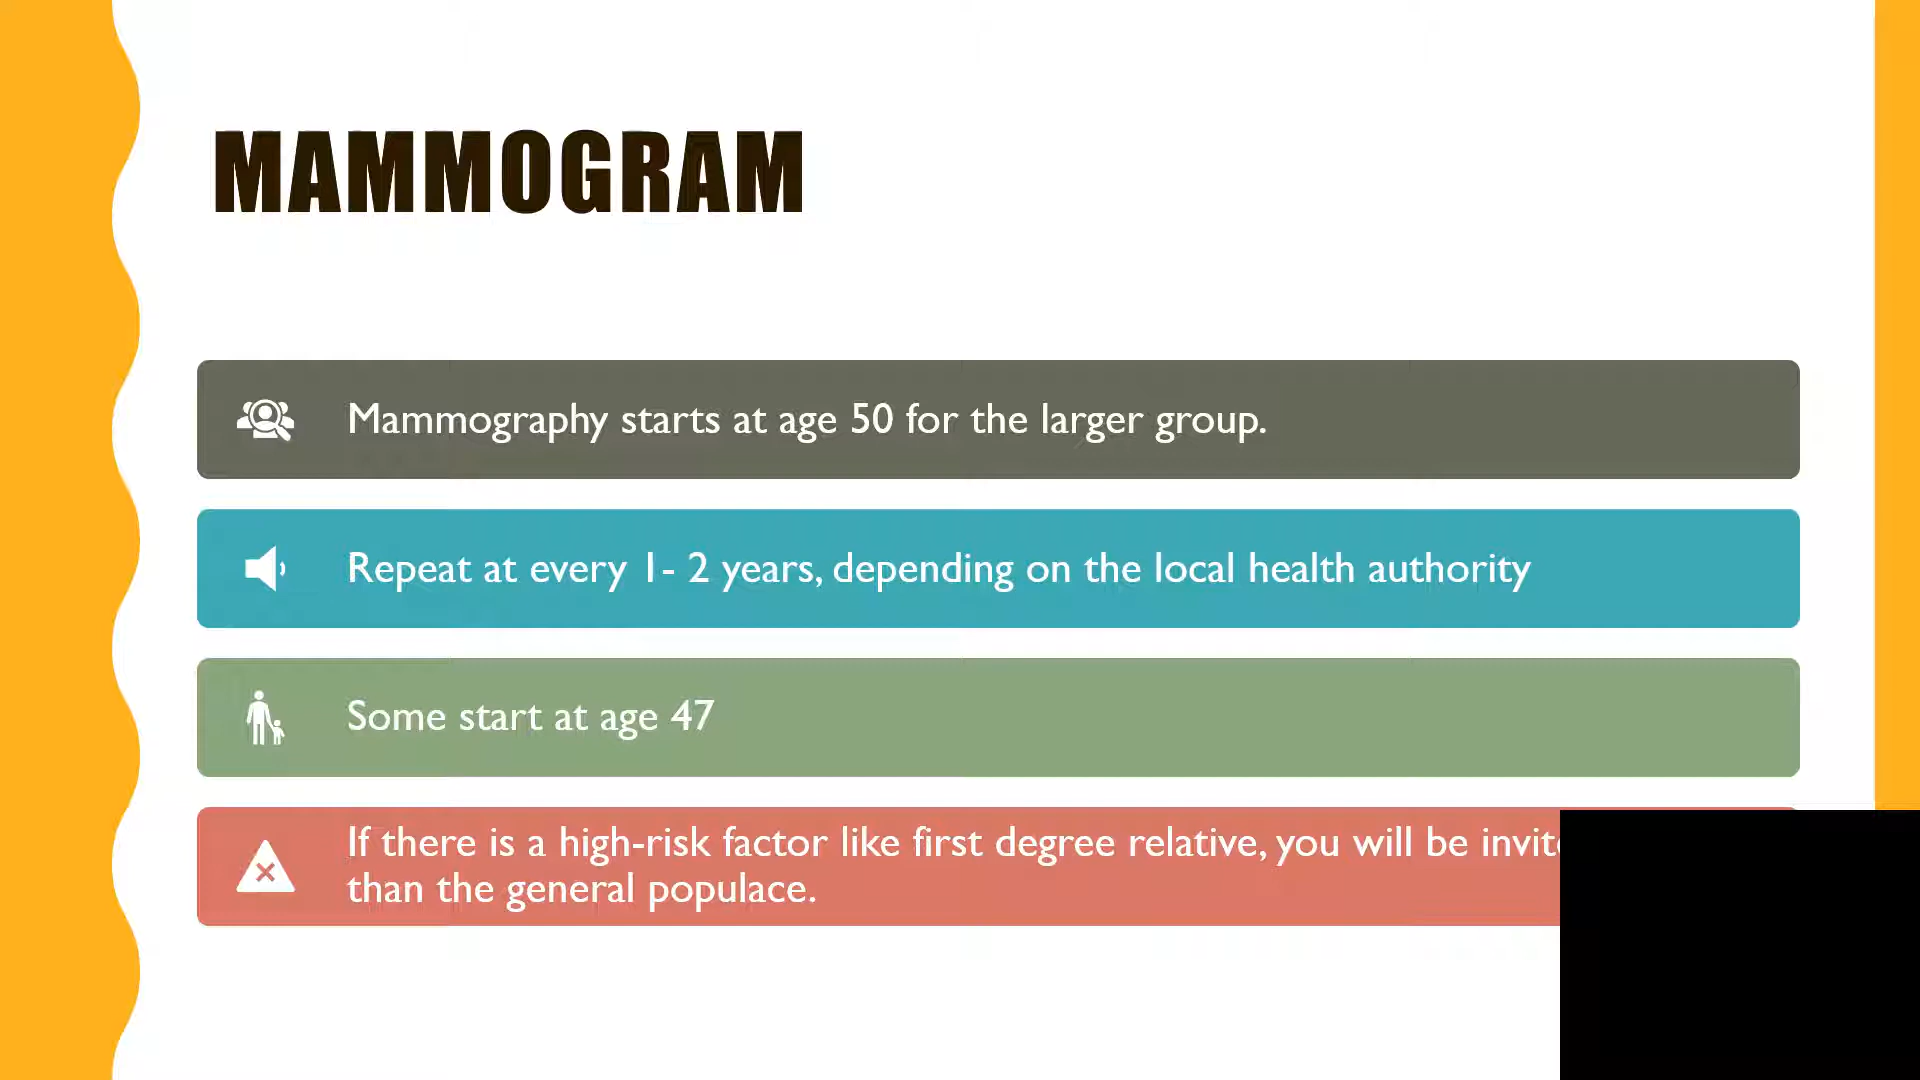 MAMMOGRAM
Mammography starts at age 50 for the larger group.
Repeat at every 1- 2 years, depending on the local health authority
Some start at age 47
If there is a high-risk factor like first degree relative, you will be
than the general populace.